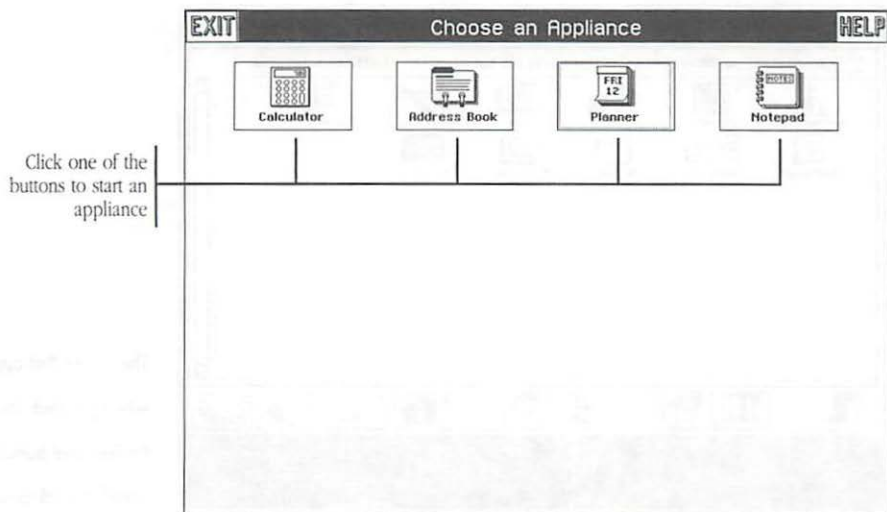 EXIT Choose an Appliance HELP
FRI
12
NOTES
Calculator Address Book Planner Notepad
Click one of the
buttons to start an
appliance